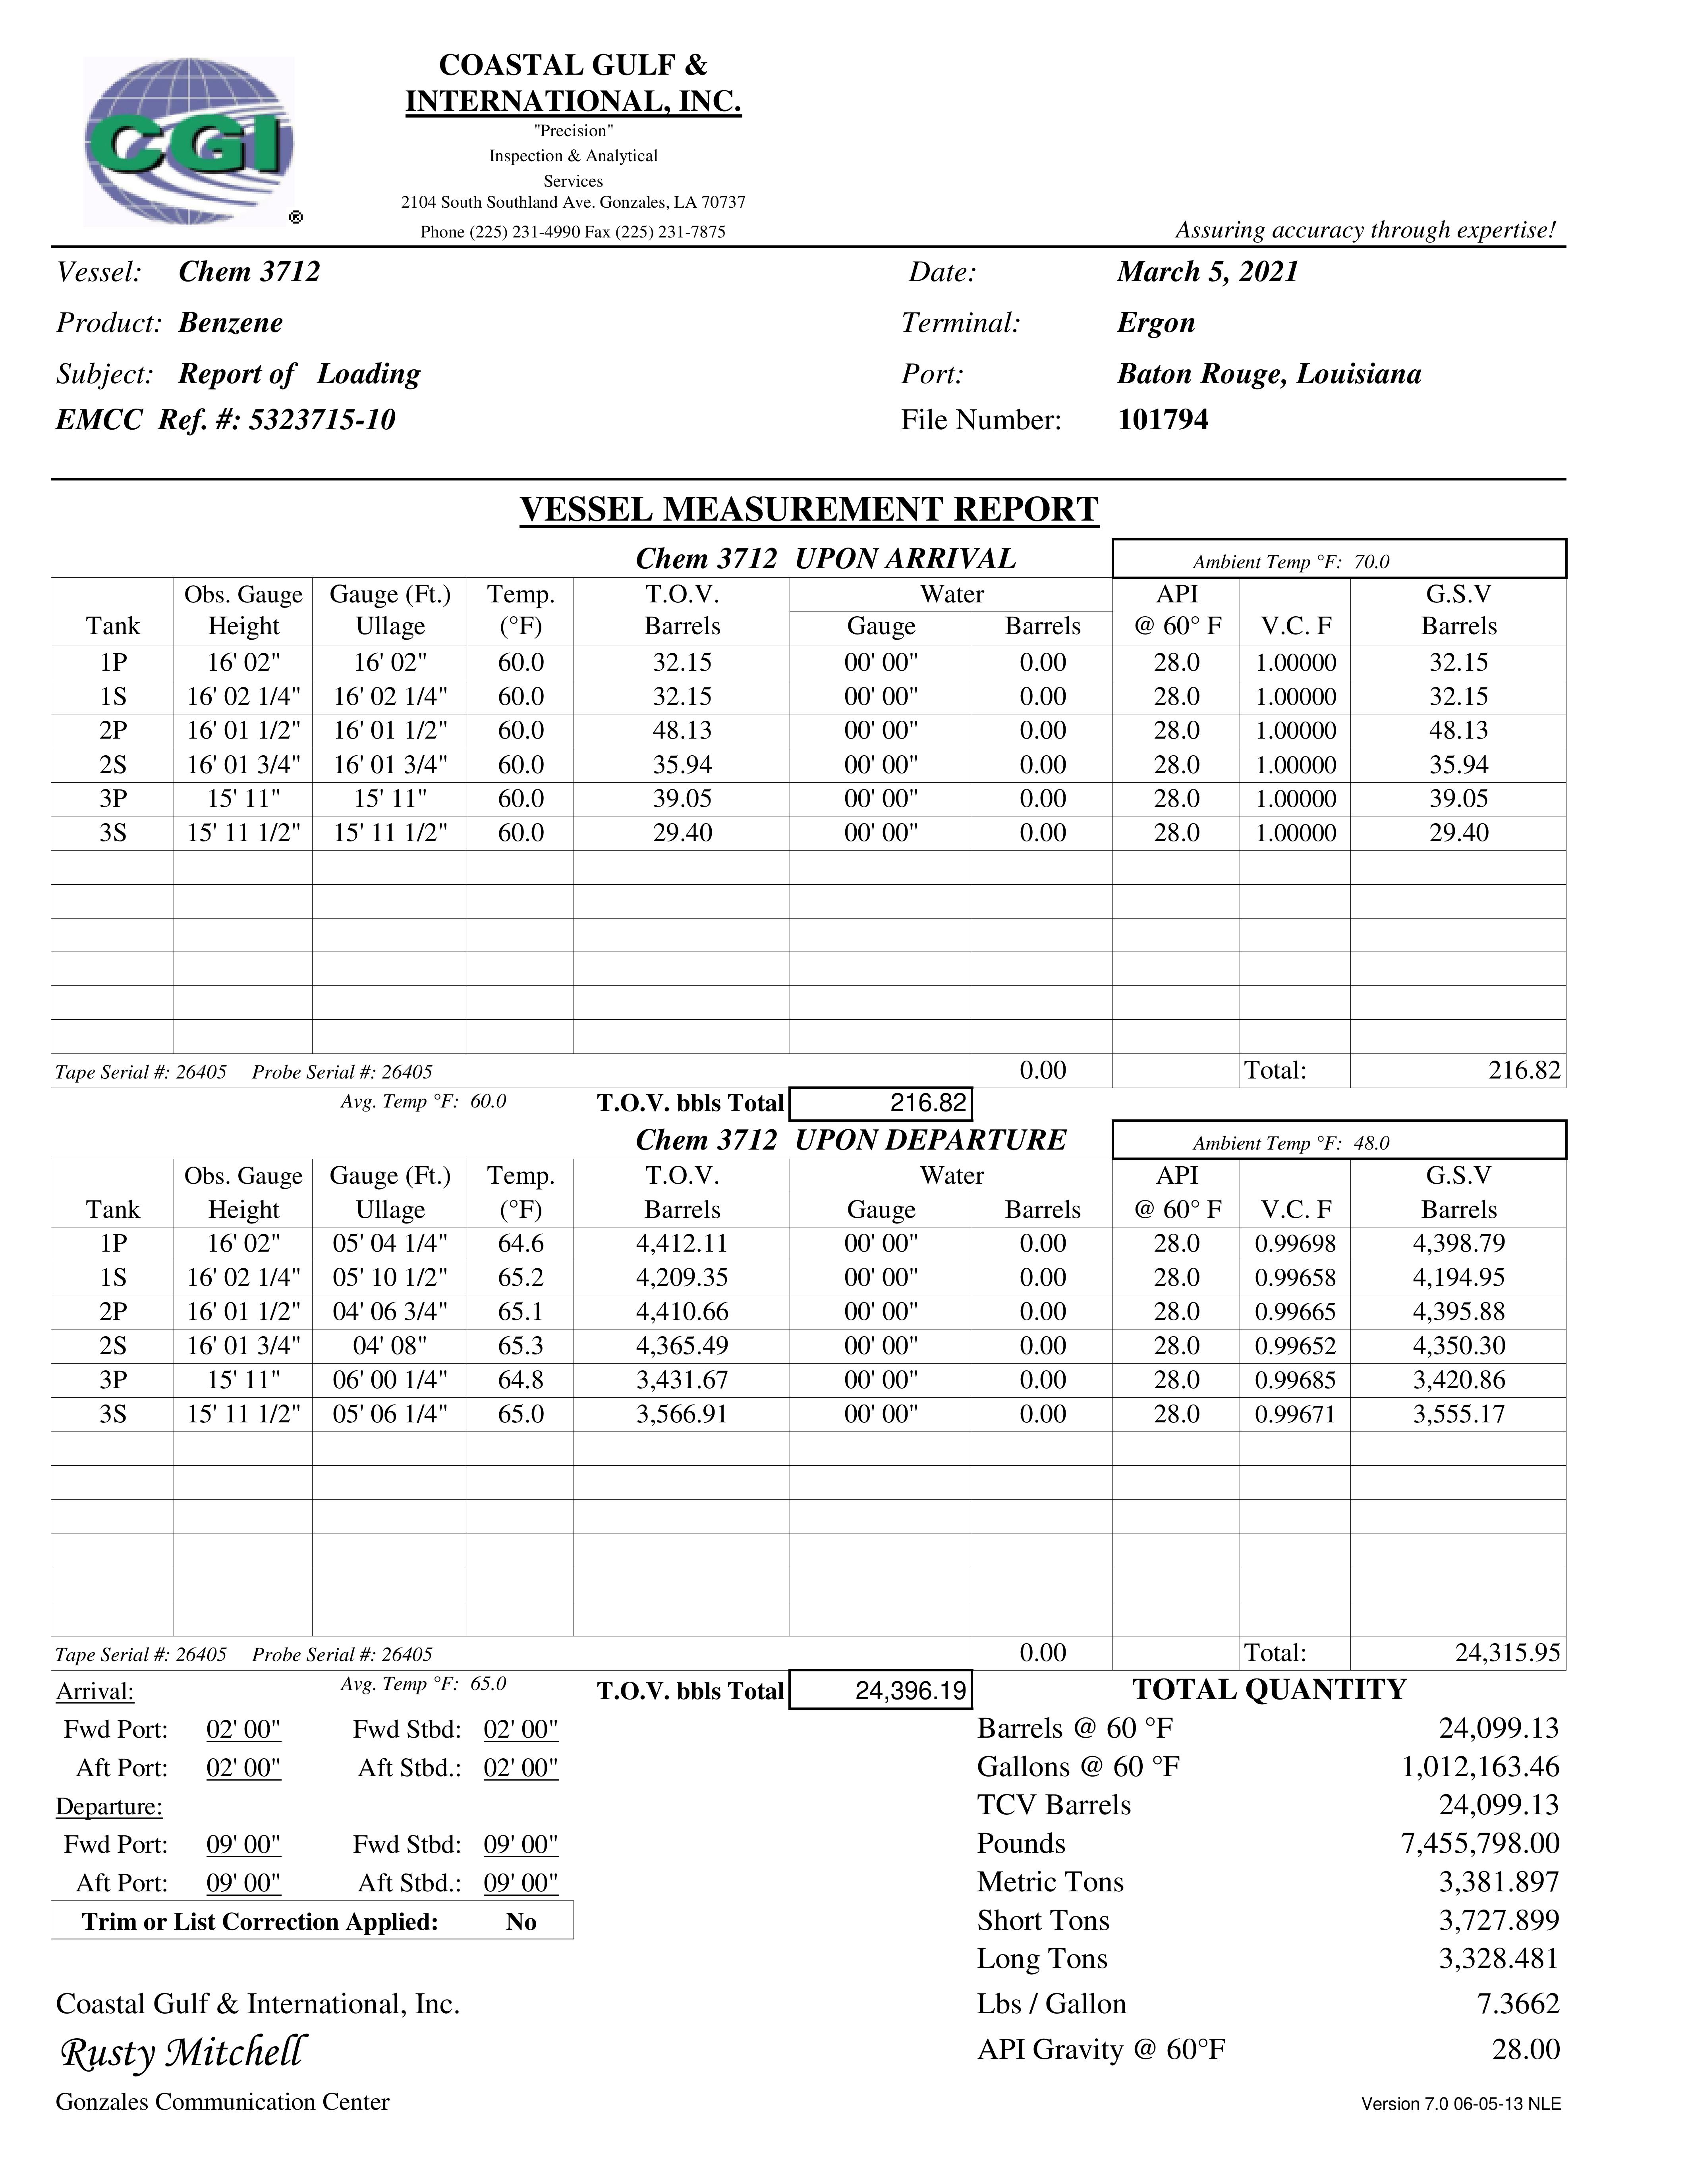 CGI
®
COASTAL GULF &
INTERNATIONAL, INC.
"Precision"
Inspection & Analytical
Services
2104 South Southland Ave. Gonzales, LA 70737
Phone (225) 231-4990 Fax (225) 231-7875
Assuring accuracy through expertise!
Vessel: Chem 3712 Date: March 5, 2021
Product: Benzene Terminal: Ergon
Subject: Report of Loading Port: Baton Rouge, Louisiana
EMCC Ref. #: 5323715-10 File Number: 101794
VESSEL MEASUREMENT REPORT
Chem 3712 UPON ARRIVAL Ambient Temp °F: 70.0
Obs. Gauge Gauge (Ft.) Temp. T.O.V. Water API G.S.V
Tank Height Ullage (°F) Barrels Gauge Barrels @ 60° F V.C. F Barrels
1P 16' 02" 16' 02" 60.0 32.15 00' 00" 0.00 28.0 1.00000 32.15
1S 16' 02 1/4" 16' 02 1/4" 60.0 32.15 00' 00" 0.00 28.0 1.00000 32.15
2P 16' 01 1/2" 16' 01 1/2" 60.0 48.13 00' 00" 0.00 28.0 1.00000 48.13
2S 16' 01 3/4" 16' 01 3/4" 60.0 35.94 00' 00" 0.00 28.0 1.00000 35.94
3P 15' 11" 15' 11" 60.0 39.05 00' 00" 0.00 28.0 1.00000 39.05
3S 15' 11 1/2" 15' 11 1/2" 60.0 29.40 00' 00" 0.00 28.0 1.00000 29.40
Tape Serial #: 26405 Probe Serial #: 26405 0.00 Total: 216.82
Avg. Temp °F: 60.0 T.O.V. bbls Total 216.82
Chem 3712 UPON DEPARTURE Ambient Temp °F: 48.0
Obs. Gauge Gauge (Ft.) Temp. T.O.V. Water API G.S.V
Tank Height Ullage (°F) Barrels Gauge Barrels @ 60° F V.C. F Barrels
1P 16' 02" 05' 04 1/4" 64.6 4,412.11 00' 00" 0.00 28.0 0.99698 4,398.79
1S 16' 02 1/4" 05' 10 1/2" 65.2 4,209.35 00' 00" 0.00 28.0 0.99658 4,194.95
2P 16' 01 1/2" 04' 06 3/4" 65.1 4,410.66 00' 00" 0.00 28.0 0.99665 4,395.88
2S 16' 01 3/4" 04' 08" 65.3 4,365.49 00' 00" 0.00 28.0 0.99652 4,350.30
3P 15' 11" 06' 00 1/4" 64.8 3,431.67 00' 00" 0.00 28.0 0.99685 3,420.86
3S 15' 11 1/2" 05' 06 1/4" 65.0 3,566.91 00' 00" 0.00 28.0 0.99671 3,555.17
Tape Serial #: 26405 Probe Serial #: 26405 0.00 Total: 24,315.95
Arrival: Avg. Temp °F: 65.0 T.O.V. bbls Total 24,396.19 TOTAL QUANTITY
Fwd Port: 02' 00" Fwd Stbd: 02' 00" Barrels @ 60 °F 24,099.13
Aft Port: 02' 00" Aft Stbd.: 02' 00" Gallons @ 60 °F 1,012,163.46
Departure: TCV Barrels 24,099.13
Fwd Port: 09' 00" Fwd Stbd: 09' 00" Pounds 7,455,798.00
Aft Port: 09' 00" Aft Stbd.: 09' 00" Metric Tons 3,381.897
Trim or List Correction Applied: No Short Tons 3,727.899
Long Tons 3,328.481
Coastal Gulf & International, Inc. Lbs / Gallon 7.3662
Rusty Mitchell API Gravity @ 60°F 28.00
Gonzales Communication Center Version 7.0 06-05-13 NLE